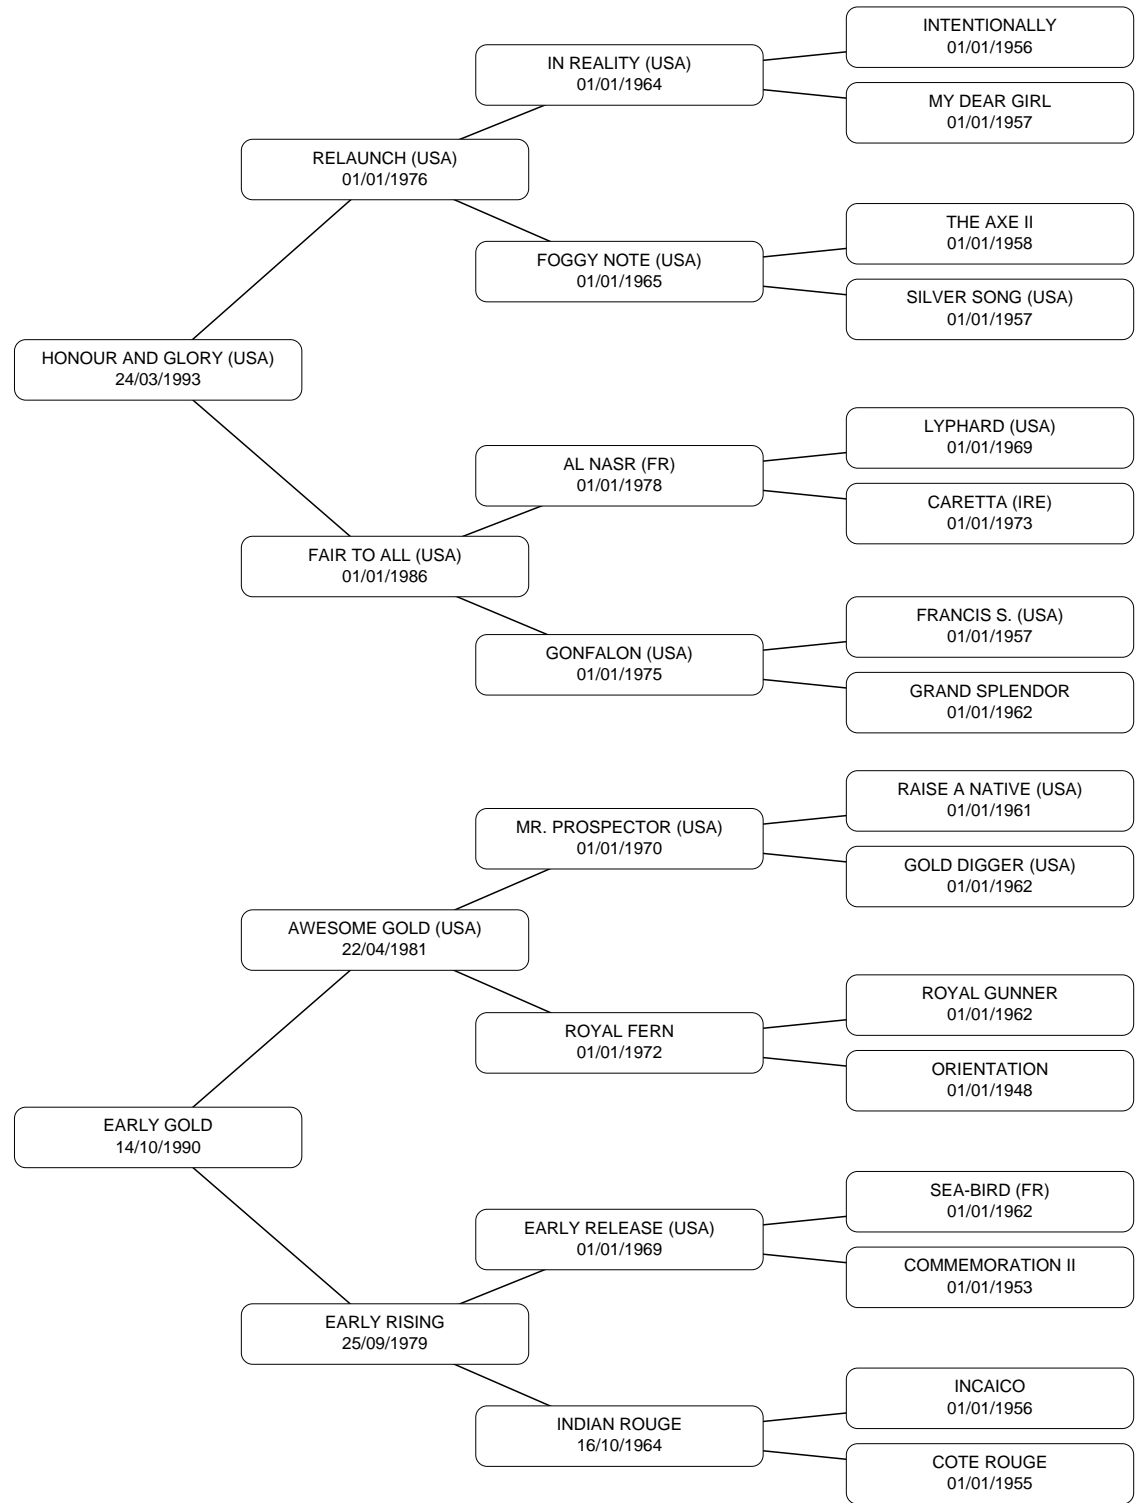 INTENTIONALLY
01/01/1956
IN REALITY (USA)
01/01/1964
MY DEAR GIRL
01/01/1957
RELAUNCH (USA)
01/01/1976
THE AXE II
01/01/1958
FOGGY NOTE (USA)
01/01/1965
SILVER SONG (USA)
01/01/1957
HONOUR AND GLORY (USA)
24/03/1993
LYPHARD (USA)
01/01/1969
AL NASR (FR)
01/01/1978
CARETTA (IRE)
01/01/1973
FAIR TO ALL (USA)
01/01/1986
FRANCIS S. (USA)
01/01/1957
GONFALON (USA)
01/01/1975
GRAND SPLENDOR
01/01/1962
RAISE A NATIVE (USA)
01/01/1961
MR. PROSPECTOR (USA)
01/01/1970
GOLD DIGGER (USA)
01/01/1962
AWESOME GOLD (USA)
22/04/1981
ROYAL GUNNER
01/01/1962
ROYAL FERN
01/01/1972
ORIENTATION
01/01/1948
EARLY GOLD
14/10/1990
SEA-BIRD (FR)
01/01/1962
EARLY RELEASE (USA)
01/01/1969
COMMEMORATION II
01/01/1953
EARLY RISING
25/09/1979
INCAICO
01/01/1956
INDIAN ROUGE
16/10/1964
COTE ROUGE
01/01/1955